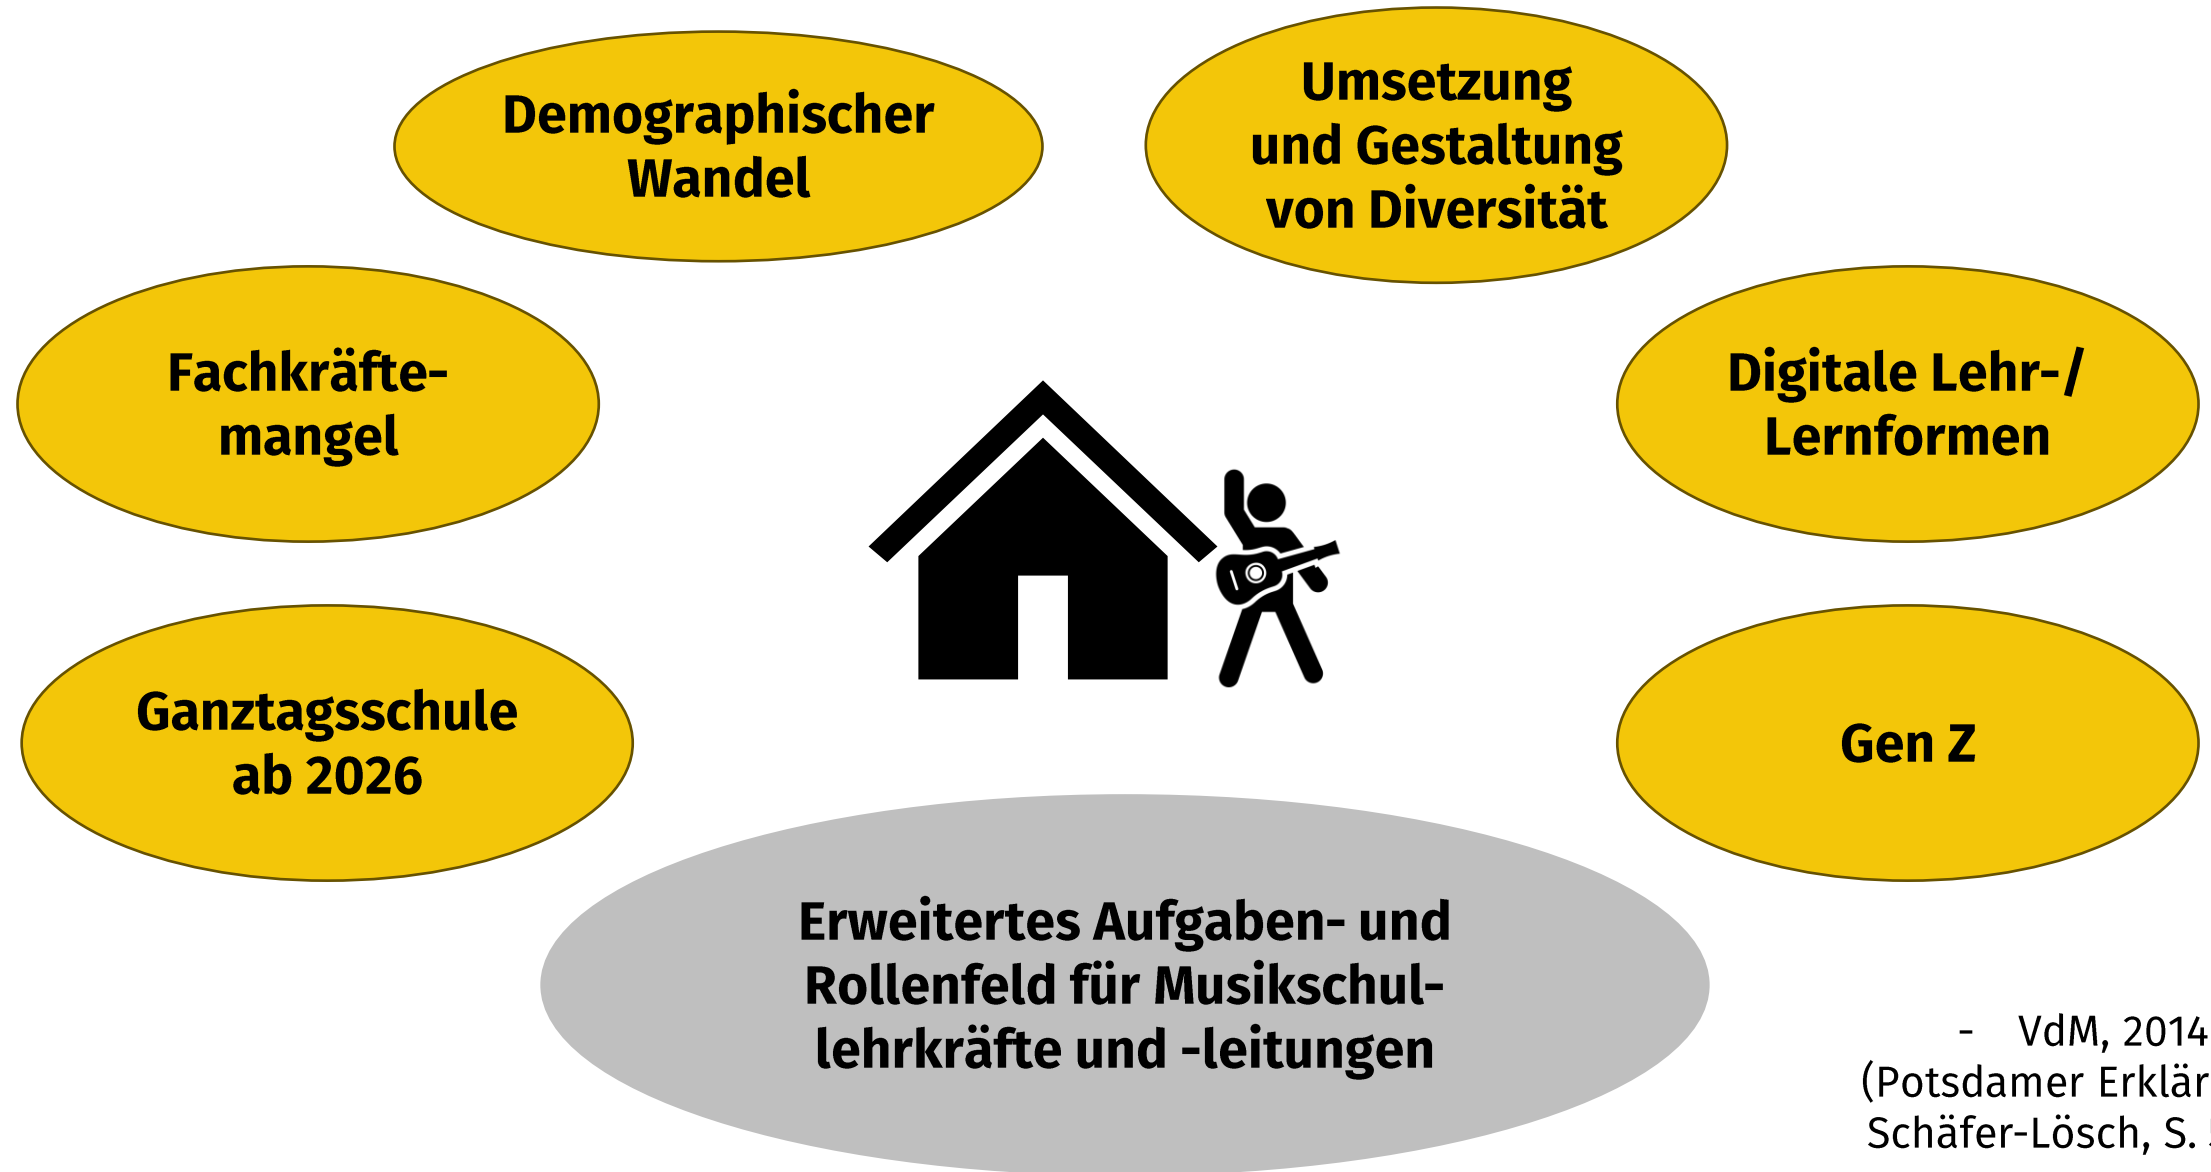 Demographischer
Wandel
Umsetzung
und Gestaltung
von Diversität
Fachkräfte-
mangel
Digitale Lehr-/
Lernformen
Ganztagsschule
ab 2026
Gen Z
Erweitertes Aufgaben- und
Rollenfeld für Musikschul-
lehrkräfte und -leitungen
- VdM, 2014
(Potsdamer
Schäfer-Lösch, S.